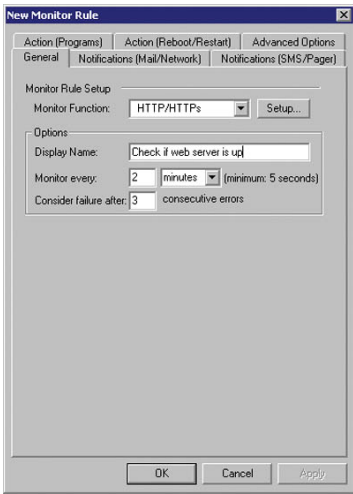 New Monitor Rule
Action (Programs) Action (Reboot/Restart) Advanced Options
General Notifications (Mail/Network) Notifications (SMS/Pager)
Monitor Rule Setup
Monitor Function: HTTP/HTTPs Setup...
Options
Display Name: Check if web server is up
Monitor every: 2 minutes (minimum: 5 seconds)
Consider failure after: 3 consecutive errors
OK Cancel Apply